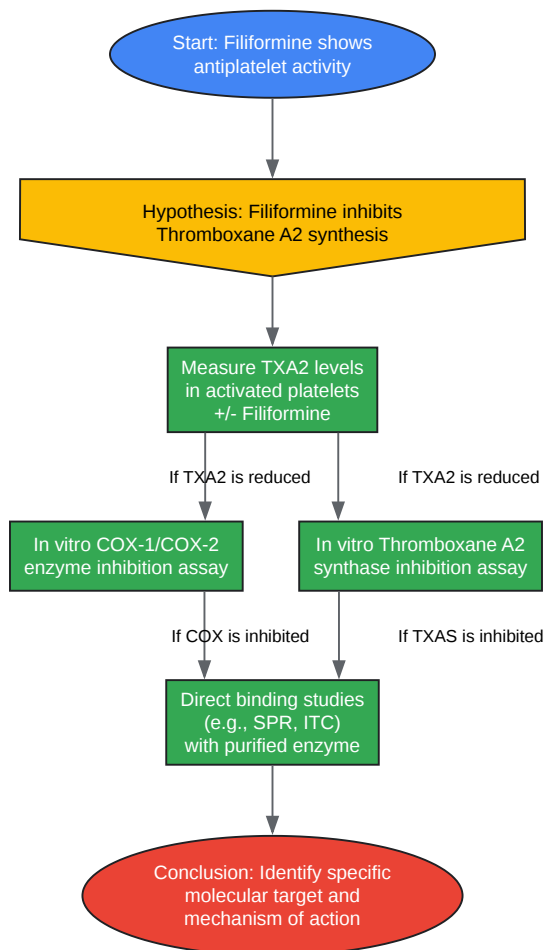 Start: Filiformine shows
antiplatelet activity
Hypothesis: Filiformine inhibits
Thromboxane A2 synthesis
Measure TXA2 levels
in activated platelets
+/- Filiformine
If TXA2 is reduced
If TXA2 is reduced
In vitro COX-1/COX-2
enzyme inhibition assay
In vitro Thromboxane A2
synthase inhibition assay
If COX is inhibited
If TXAS is inhibited
Direct binding studies
(e.g., SPR, ITC)
with purified enzyme
Conclusion: Identify specific
molecular target and
mechanism of action